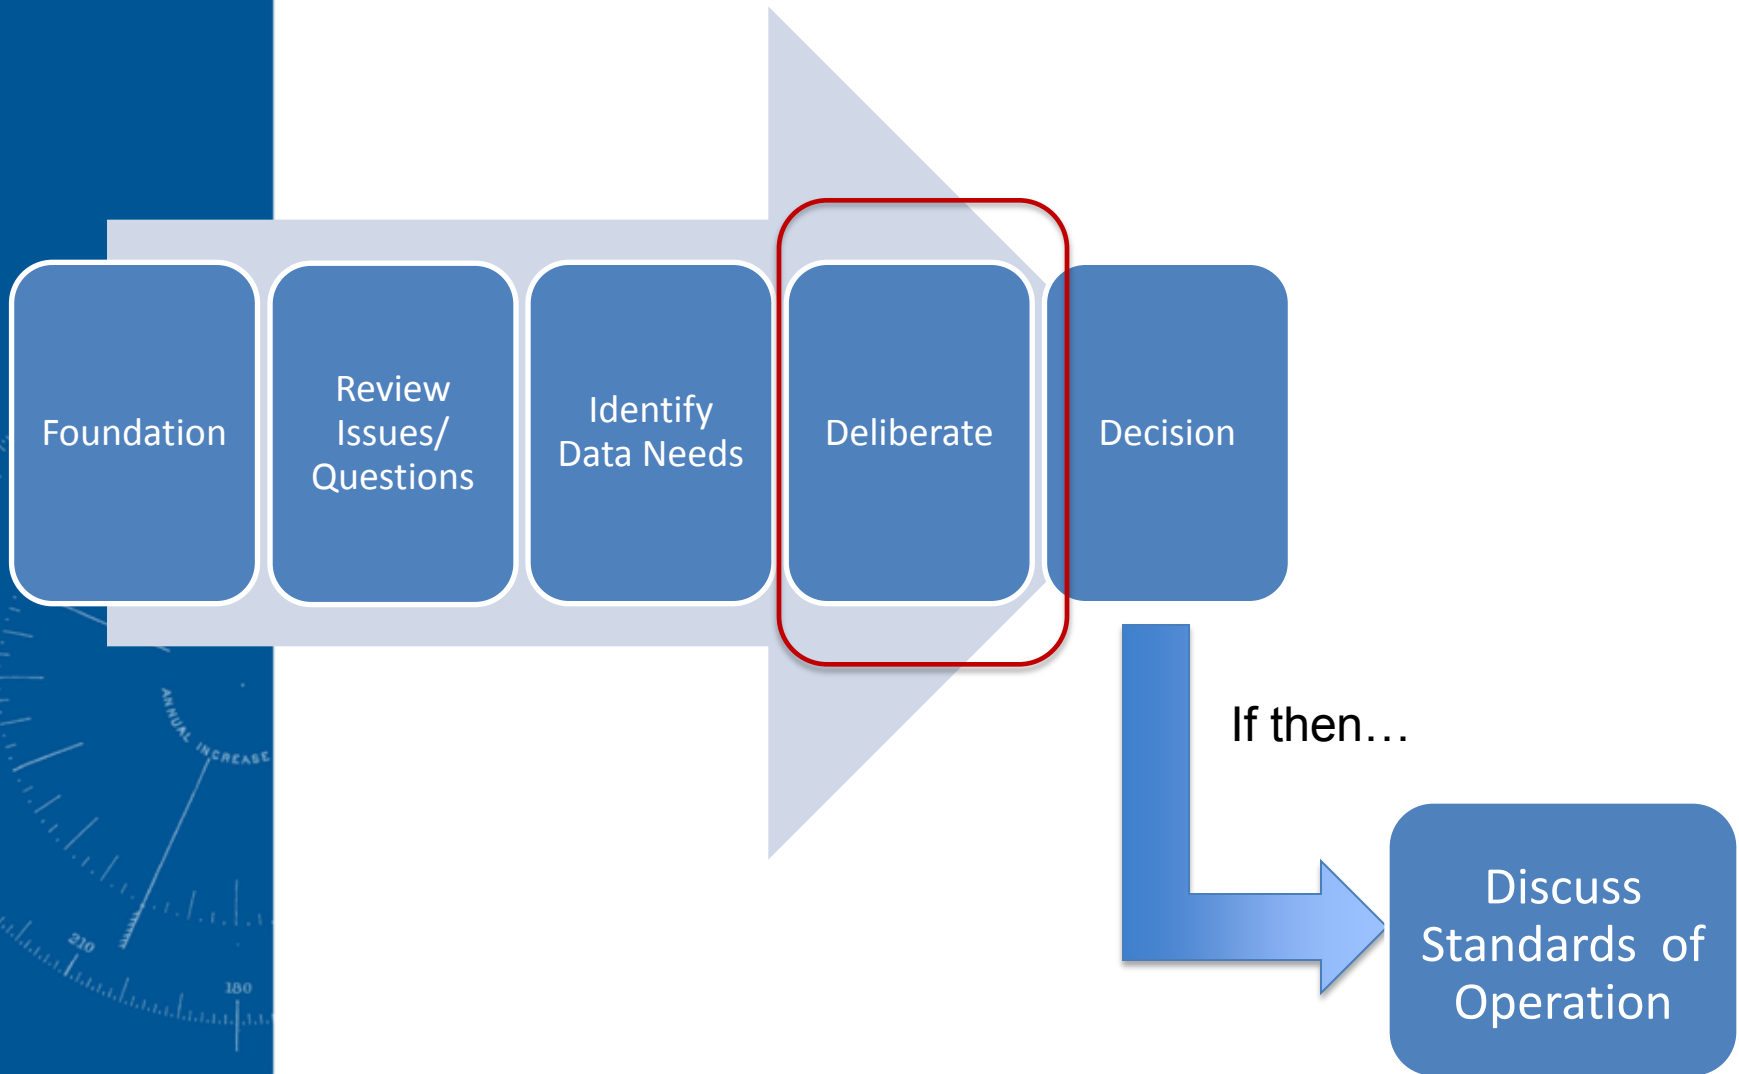 Foundation
Review
Issues/
Questions
Identify
Data Needs
Deliberate
Decision
If then…
Discuss
Standards of
Operation
ANNUAL INCREASE
210
180